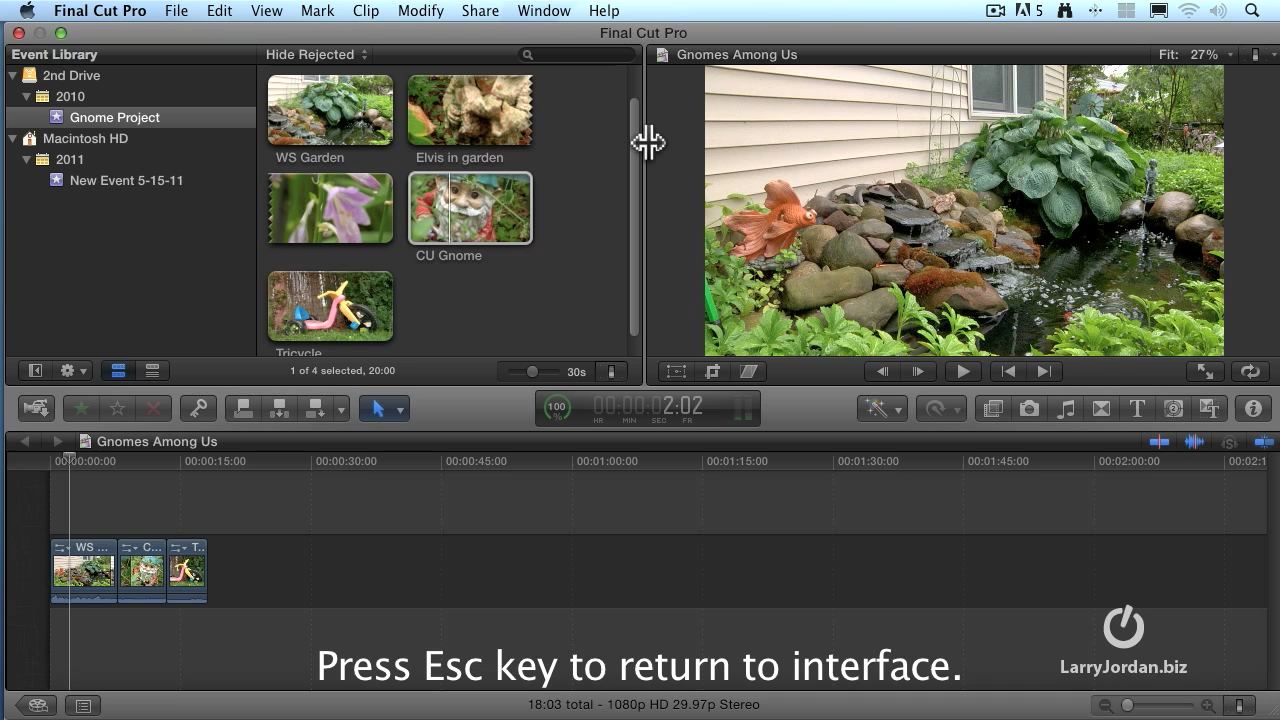 Final Cut Pro File Edit View Mark Clip Modify Share Window Help 5
Final Cut Pro
Event Library
Hide Rejected
Gnomes Among Us
Fit: 27%
2nd Drive
2010
Gnome Project
Macintosh HD
2011
New Event 5-15-11
WS Garden
Elvis in garden
CU Gnome
Tricycle
1 of 4 selected, 20:00
30s
100
%
00:00:02:02
HR MIN SEC FR
Gnomes Among Us
00:00:00:00 00:00:15:00 00:00:30:00 00:00:45:00 00:01:00:00 00:01:15:00 00:01:30:00 00:01:45:00 00:02:00:00 00:02:1
WS ...
C...
T..
LarryJordan.biz
Press Esc key to return to interface.
18:03 total - 1080p HD 29.97p Stereo